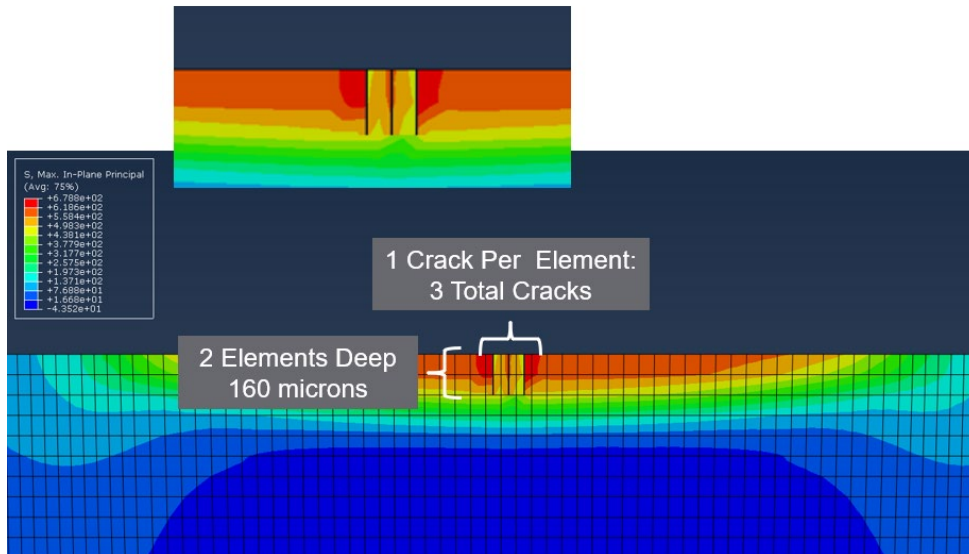 S, Max. In-Plane Principal
(Avg: 75%)
+6.788e+02
+6.186e+02
+5.584e+02
+4.983e+02
+4.381e+02
+3.779e+02
+3.177e+02
+2.575e+02
+1.973e+02
+1.371e+02
+7.688e+01
+1.668e+01
-4.352e+01
1 Crack Per Element:
3 Total Cracks
2 Elements Deep
160 microns